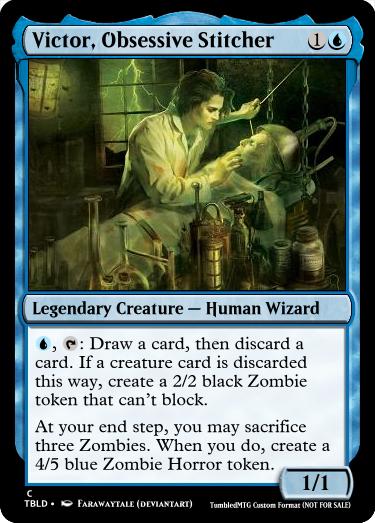 Victor, Obsessive Stitcher 1
Legendary Creature — Human Wizard
, : Draw a card, then discard a
card. If a creature card is discarded
this way, create a 2/2 black Zombie
token that can't block.
At your end step, you may sacrifice
three Zombies. When you do, create a
4/5 blue Zombie Horror token.
1/1
C
TBLD • FARAWAYTALE (DEVIANTART)
TumbledMTG Custom Format (NOT FOR SALE)